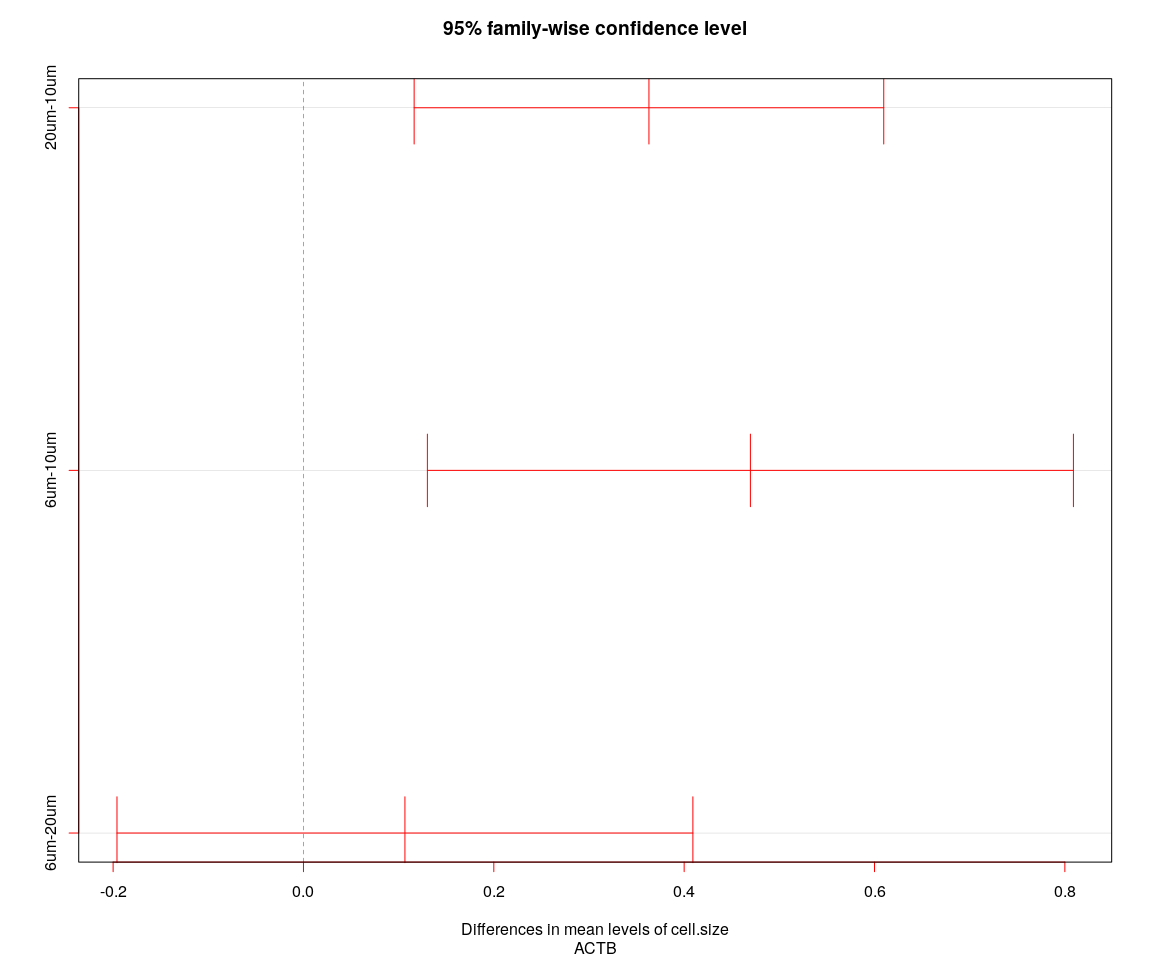 95% family-wise confidence level
20um-10um
6um-10um
6um-20um
-0.2 0.0 0.2 0.4 0.6 0.8
Differences in mean levels of cell.size
ACTB